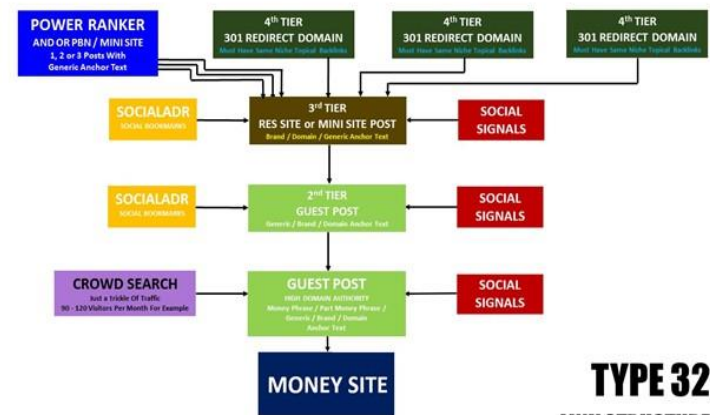 POWER RANKER
AND OR PBN / MINI SITE
1, 2 or 3 Posts With
Generic Anchor Text
4th TIER
301 REDIRECT DOMAIN
Must Have Same Niche Topical Backlinks
4th TIER
301 REDIRECT DOMAIN
Must Have Same Niche Topical Backlinks
4th TIER
301 REDIRECT DOMAIN
Must Have Same Niche Topical Backlinks
SOCIALADR
SOCIAL BOOKMARKS
3rd TIER
RES SITE or MINI SITE POST
Brand / Domain / Generic Anchor Text
SOCIAL
SIGNALS
SOCIALADR
SOCIAL BOOKMARKS
2nd TIER
GUEST POST
Generic / Brand / Domain Anchor Text
SOCIAL
SIGNALS
CROWD SEARCH
Just a trickle Of Traffic
90 - 120 Visitors Per Month For Example
GUEST POST
HIGH DOMAIN AUTHORITY
Money Phrase / Part Money Phrase /
Generic / Brand / Domain
Anchor Text
SOCIAL
SIGNALS
MONEY SITE
TYPE 32